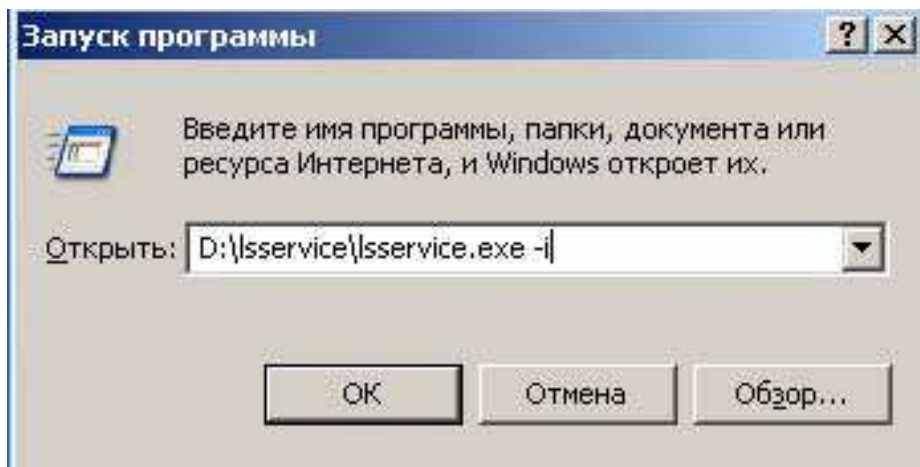 Запуск программы
Введите имя программы, папки, документа или
ресурса Интернета, и Windows откроет их.
Открыть: D:\lsservice\lsservice.exe -i
ОК Отмена Обзор...